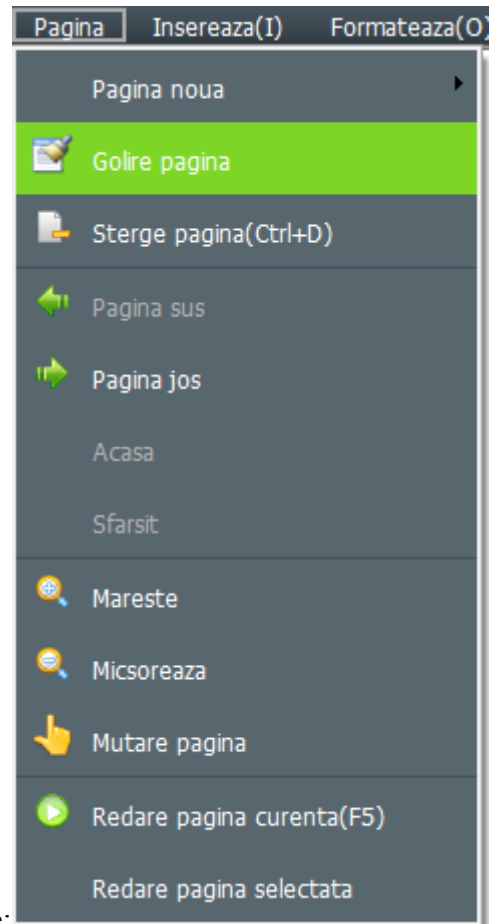 Pagina Insereaza(I) Formateaza(O)
Pagina noua
Golire pagina
Sterge pagina(Ctrl+D)
Pagina sus
Pagina jos
Acasa
Sfarsit
Mareste
Micsoreaza
Mutare pagina
Redare pagina curenta(F5)
Redare pagina selectata